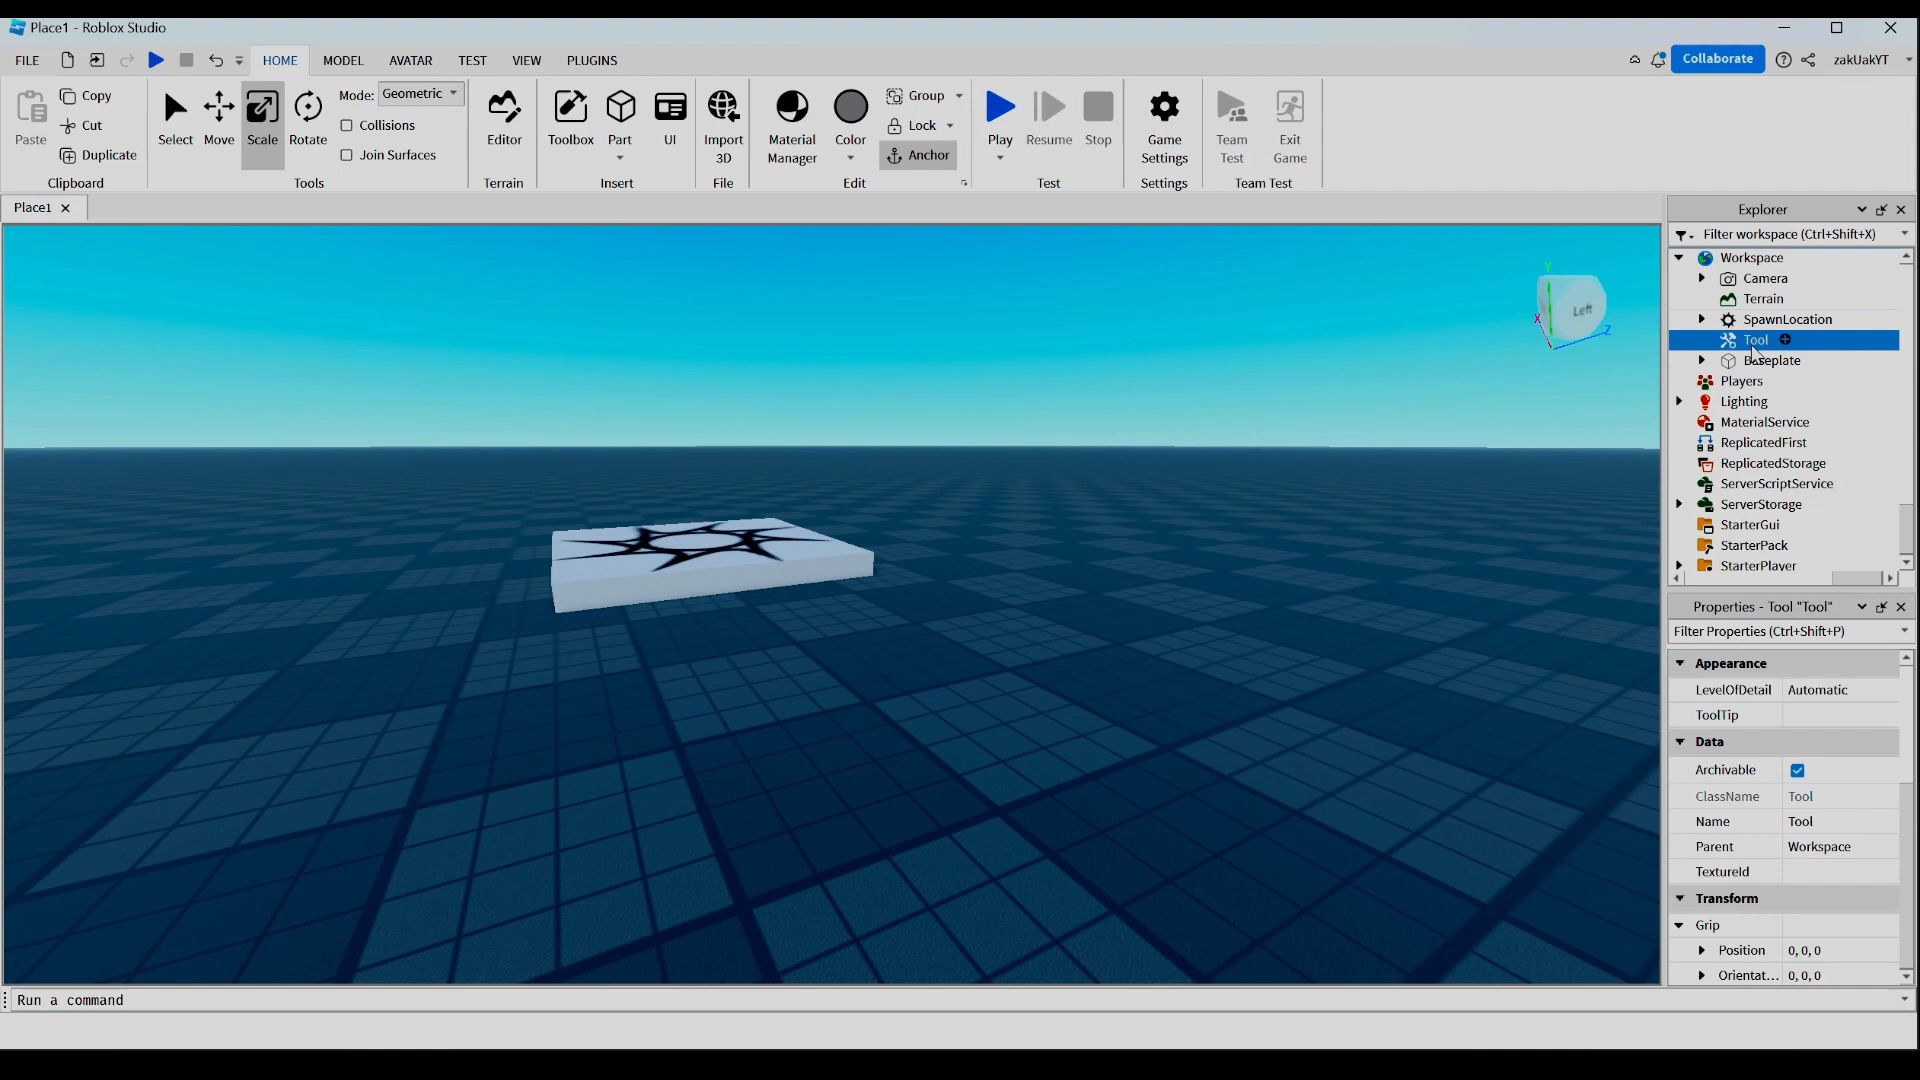 Place1 - Roblox Studio
FILE HOME MODEL AVATAR TEST VIEW PLUGINS Collaborate zakUakYT
Paste Copy Cut Duplicate
Clipboard
Select Move Scale Rotate
Mode: Geometric
Collisions
Join Surfaces
Tools
Editor
Terrain
Toolbox Part UI
Insert
Import 3D
File
Material Manager
Color
Group
Lock
Anchor
Edit
Play Resume Stop
Test
Game Settings
Settings
Team Test
Exit Game
Team Test
Place1
Left
Y
X
Z
Explorer
Filter workspace (Ctrl+Shift+X)
Workspace
Camera
Terrain
SpawnLocation
Tool
Baseplate
Players
Lighting
MaterialService
ReplicatedFirst
ReplicatedStorage
ServerScriptService
ServerStorage
StarterGui
StarterPack
StarterPlayer
Properties - Tool "Tool"
Filter Properties (Ctrl+Shift+P)
Appearance
LevelOfDetail Automatic
ToolTip
Data
Archivable
ClassName Tool
Name Tool
Parent Workspace
TextureId
Transform
Grip
Position 0, 0, 0
Orientat... 0, 0, 0
Run a command